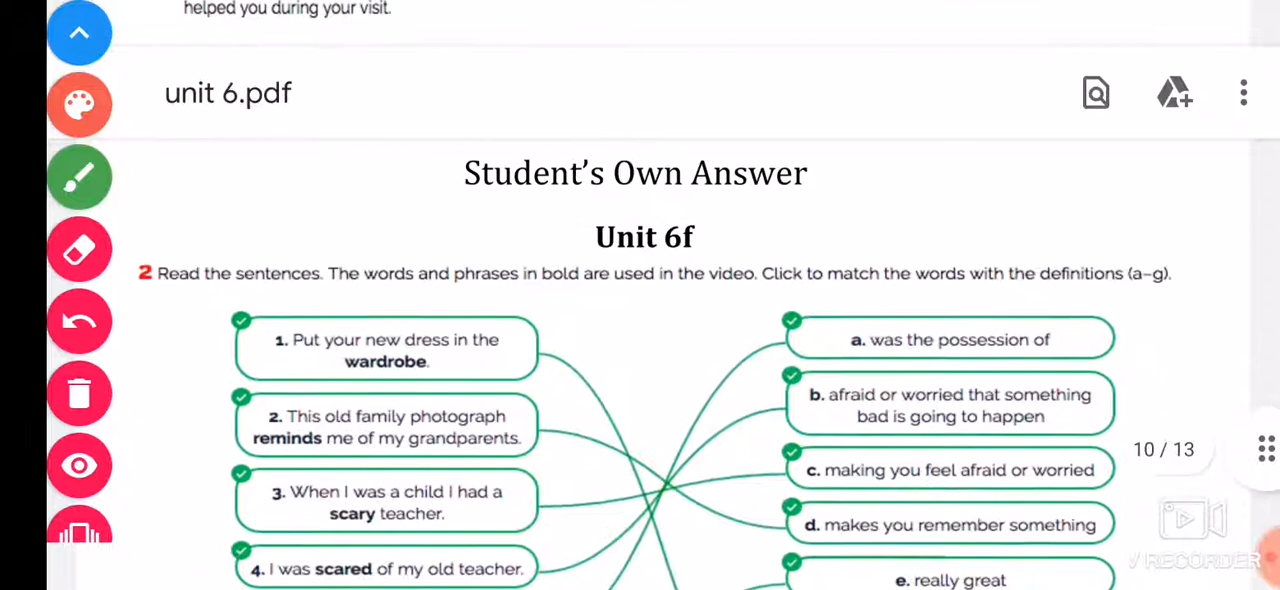 helped you during your visit.
unit 6.pdf
Student's Own Answer
Unit 6f
2 Read the sentences. The words and phrases in bold are used in the video. Click to match the words with the definitions (a–g).
1. Put your new dress in the
wardrobe.
2. This old family photograph
reminds me of my grandparents.
3. When I was a child I had a
scary teacher.
4. I was scared of my old teacher.
a. was the possession of
b. afraid or worried that something
bad is going to happen
c. making you feel afraid or worried
d. makes you remember something
e. really great
10 / 13
V RECORDER